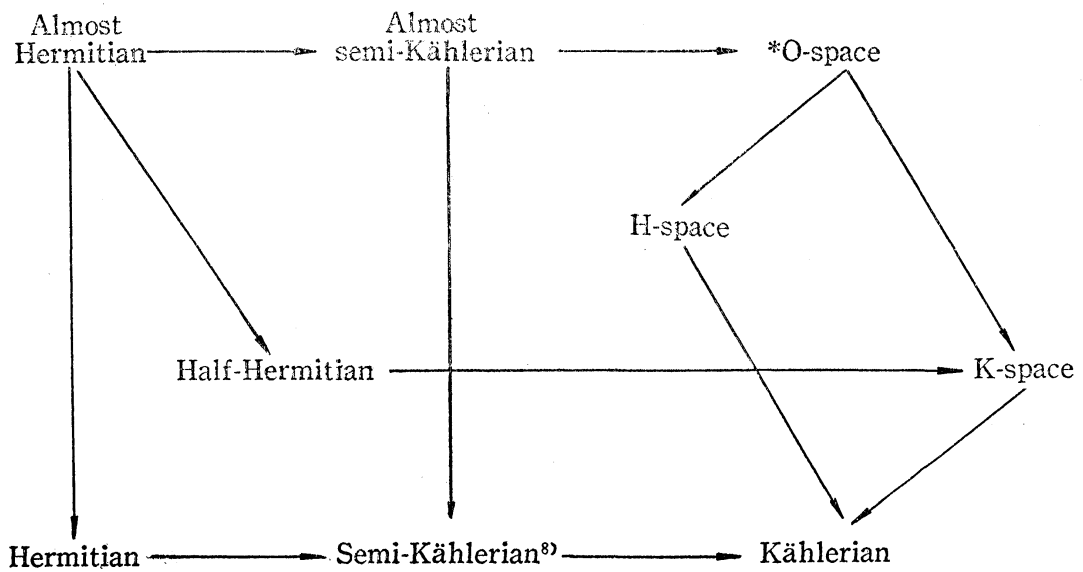 Almost
Hermitian
Almost
semi-Kählerian
*O-space
H-space
Half-Hermitian
K-space
Hermitian
Semi-Kählerian⁸⁾
Kählerian